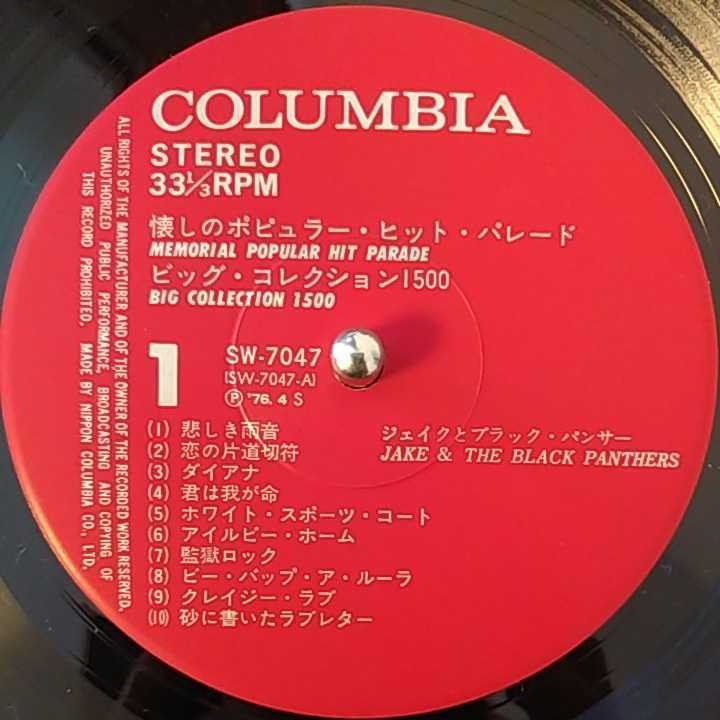 COLUMBIA
STEREO
33 1/3 RPM
懐しのポピュラー・ヒット・パレード
MEMORIAL POPULAR HIT PARADE
ビッグ・コレクション1500
BIG COLLECTION 1500
1
SW-7047
(SW-7047-A)
Ⓟ '76. 4 S
(1) 悲しき雨音
(2) 恋の片道切符
(3) ダイアナ
(4) 君は我が命
(5) ホワイト・スポーツ・コート
(6) アイルビー・ホーム
(7) 監獄ロック
(8) ビー・バップ・ア・ルーラ
(9) クレイジー・ラブ
(10) 砂に書いたラブレター
ジェイクとブラック・パンサー
JAKE & THE BLACK PANTHERS
ALL RIGHTS OF THE MANUFACTURER AND OF THE OWNER OF THE RECORDED WORK RESERVED.
UNAUTHORIZED PUBLIC PERFORMANCE, BROADCASTING AND COPYING OF
THIS RECORD PROHIBITED. MADE BY NIPPON COLUMBIA CO., LTD.